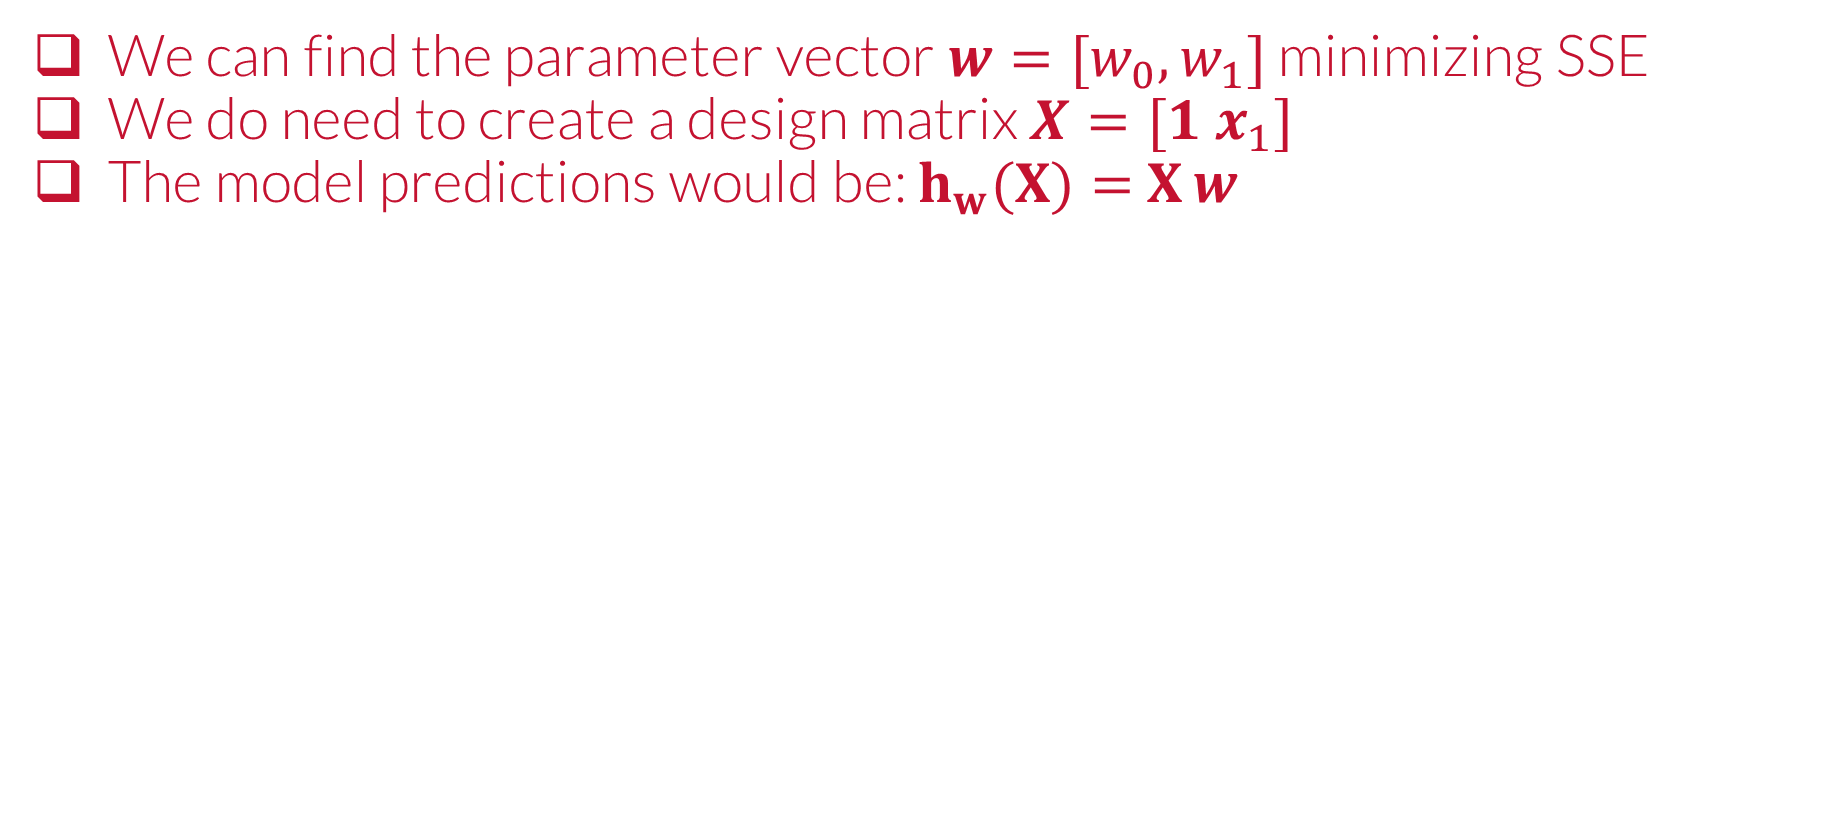 ❑ We can find the parameter vector 𝒘 = [𝑤₀, 𝑤₁] minimizing SSE
❑ We do need to create a design matrix 𝑿 = [𝟏 𝒙₁]
❑ The model predictions would be: 𝐡_𝐰(𝐗) = 𝐗 𝒘